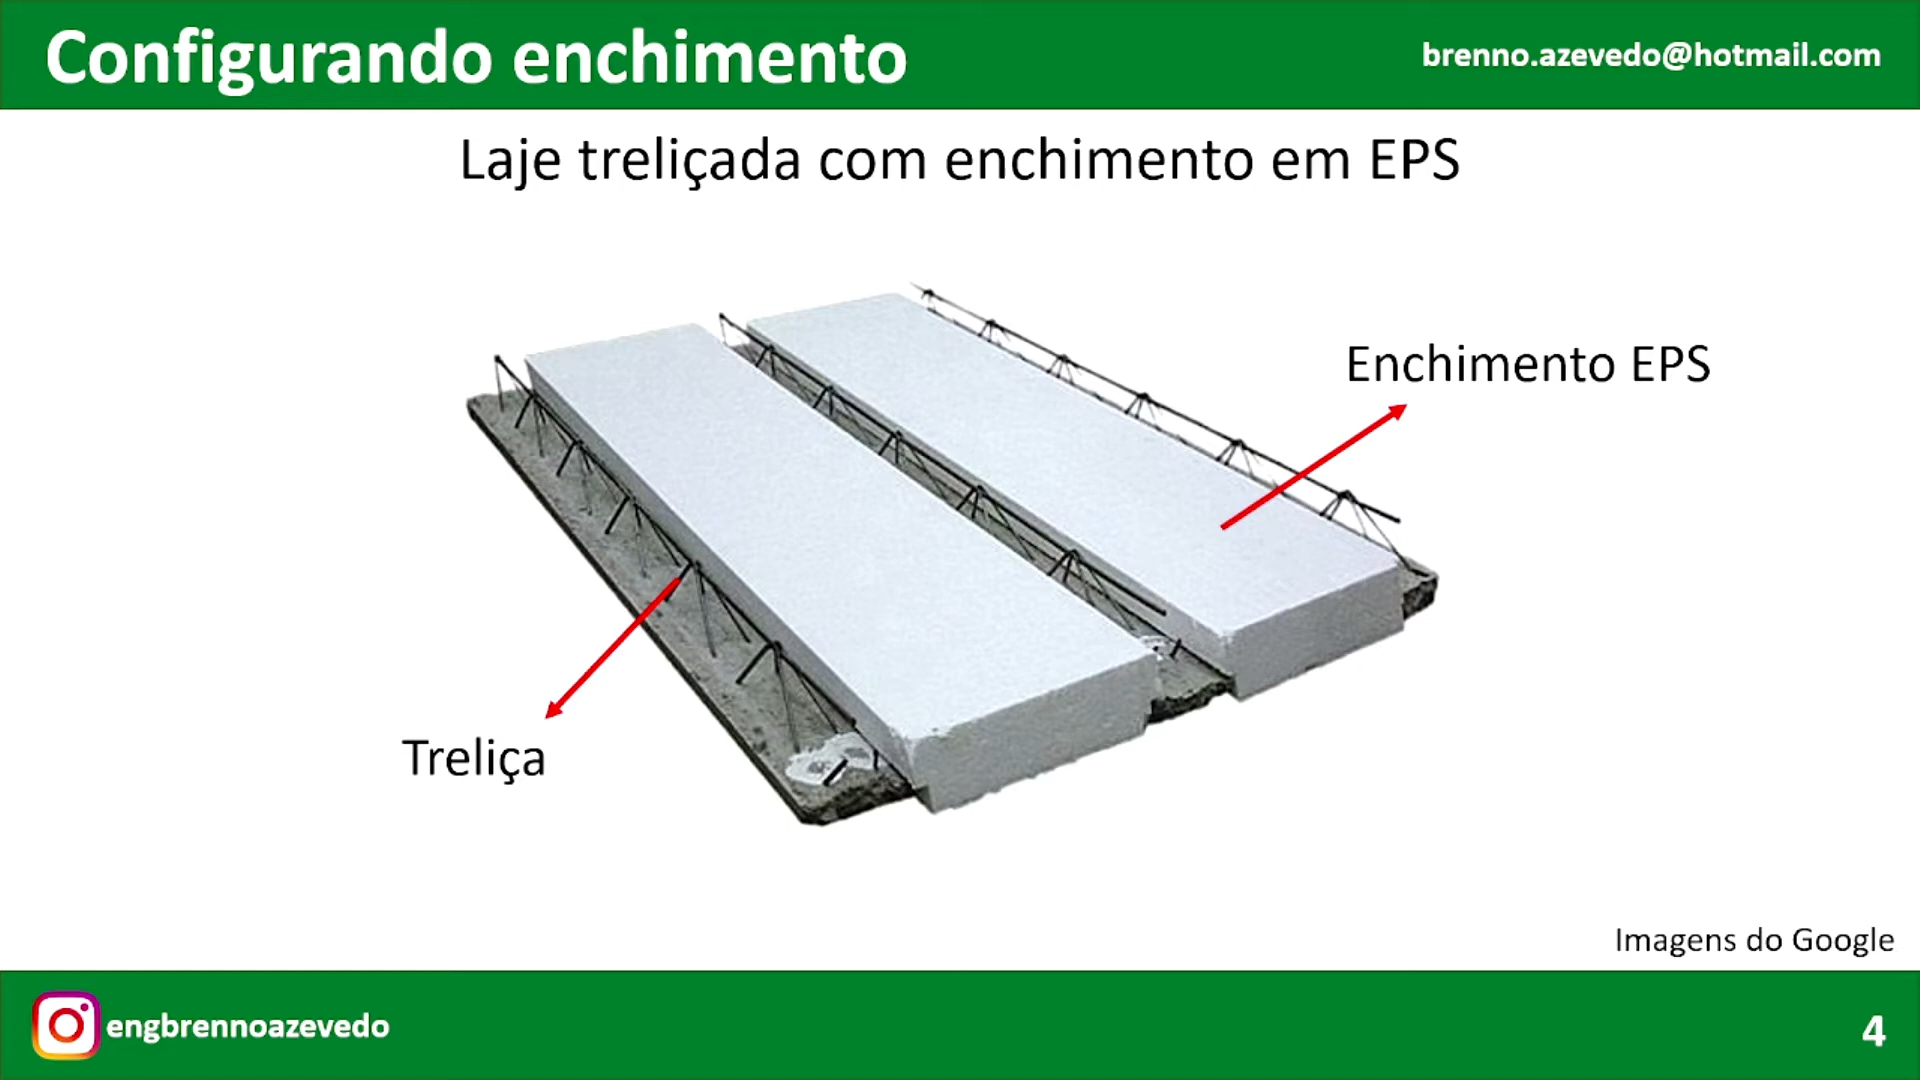 Configurando enchimento
brenno.azevedo@hotmail.com
Laje treliçada com enchimento em EPS
Enchimento EPS
Treliça
Imagens do Google
engbrennoazevedo
4